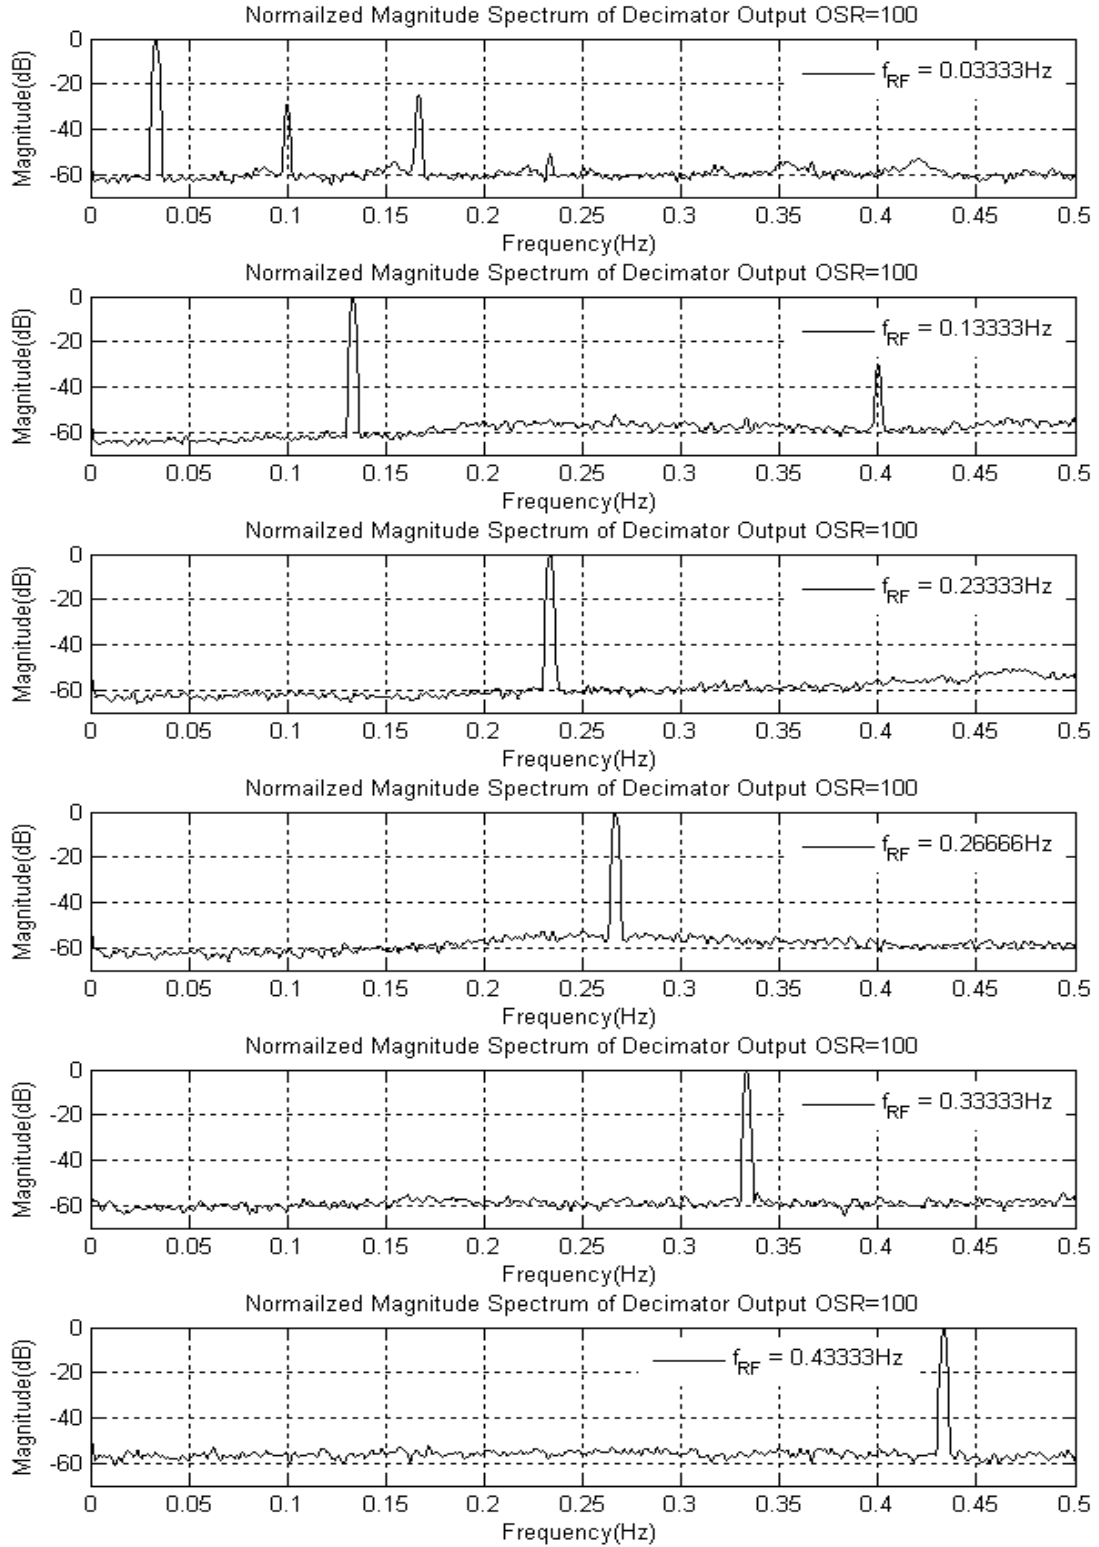 Normailzed Magnitude Spectrum of Decimator Output OSR=100
Magnitude(dB)
0
-20
-40
-60
f_RF = 0.03333Hz
0 0.05 0.1 0.15 0.2 0.25 0.3 0.35 0.4 0.45 0.5
Frequency(Hz)
Normailzed Magnitude Spectrum of Decimator Output OSR=100
Magnitude(dB)
0
-20
-40
-60
f_RF = 0.13333Hz
0 0.05 0.1 0.15 0.2 0.25 0.3 0.35 0.4 0.45 0.5
Frequency(Hz)
Normailzed Magnitude Spectrum of Decimator Output OSR=100
Magnitude(dB)
0
-20
-40
-60
f_RF = 0.23333Hz
0 0.05 0.1 0.15 0.2 0.25 0.3 0.35 0.4 0.45 0.5
Frequency(Hz)
Normailzed Magnitude Spectrum of Decimator Output OSR=100
Magnitude(dB)
0
-20
-40
-60
f_RF = 0.26666Hz
0 0.05 0.1 0.15 0.2 0.25 0.3 0.35 0.4 0.45 0.5
Frequency(Hz)
Normailzed Magnitude Spectrum of Decimator Output OSR=100
Magnitude(dB)
0
-20
-40
-60
f_RF = 0.33333Hz
0 0.05 0.1 0.15 0.2 0.25 0.3 0.35 0.4 0.45 0.5
Frequency(Hz)
Normailzed Magnitude Spectrum of Decimator Output OSR=100
Magnitude(dB)
0
-20
-40
-60
f_RF = 0.43333Hz
0 0.05 0.1 0.15 0.2 0.25 0.3 0.35 0.4 0.45 0.5
Frequency(Hz)